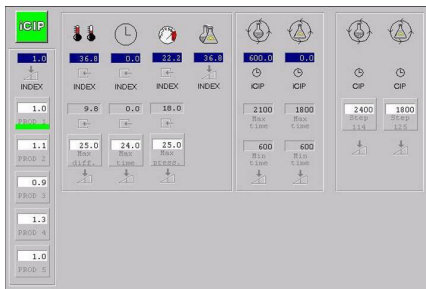 iCIP
1.0 36.8 0.0 22.2 36.8 600.0 0.0
INDEX INDEX INDEX INDEX INDEX iCIP iCIP CIP CIP
1.0 9.8 0.0 18.0 2100 1800 2400 1800
PROD 1 Max time Max time Step 114 Step 125
1.1 25.0 24.0 25.0 600 600
PROD 2 Max diff. Max time Max press. Min time Min time
0.9
PROD 3
1.3
PROD 4
1.0
PROD 5